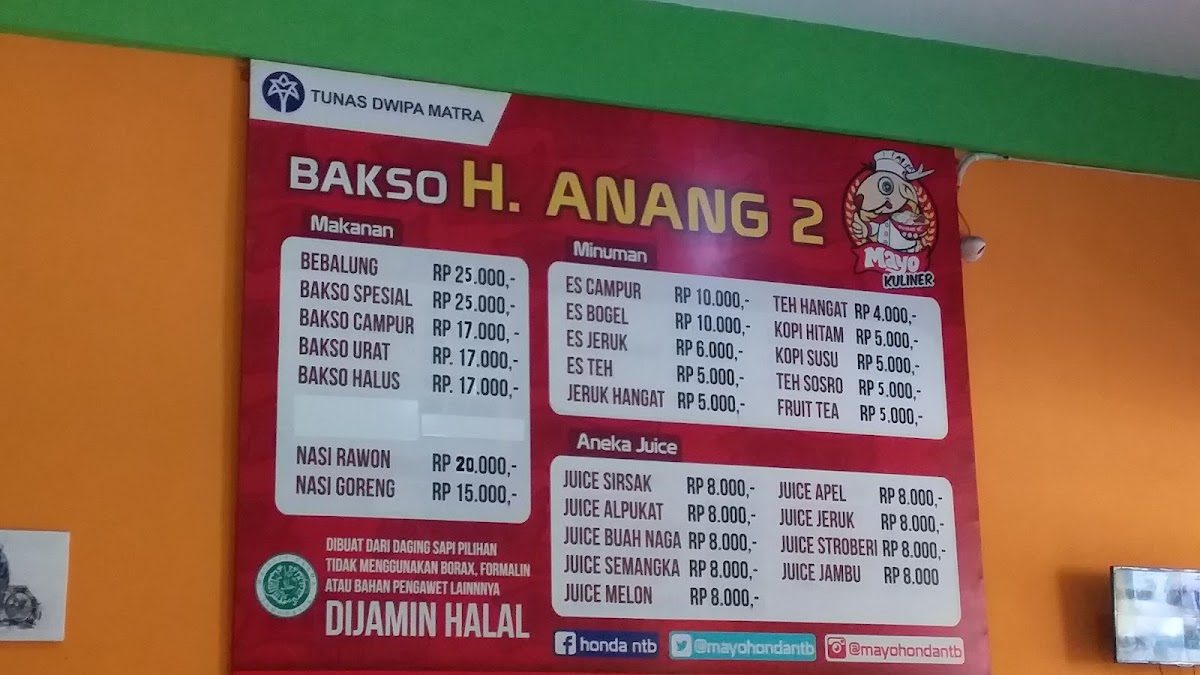 TUNAS DWIPA MATRA
BAKSO H. ANANG 2
Mayo
KULINER
Makanan
BEBALUNG RP 25.000,-
BAKSO SPESIAL RP 25.000,-
BAKSO CAMPUR RP 17.000,-
BAKSO URAT RP. 17.000,-
BAKSO HALUS RP. 17.000,-
NASI RAWON RP 20.000,-
NASI GORENG RP 15.000,-
Minuman
ES CAMPUR RP 10.000,-
ES BOGEL RP 10.000,-
ES JERUK RP 6.000,-
ES TEH RP 5.000,-
JERUK HANGAT RP 5.000,-
TEH HANGAT RP 4.000,-
KOPI HITAM RP 5.000,-
KOPI SUSU RP 5.000,-
TEH SOSRO RP 5.000,-
FRUIT TEA RP 5.000,-
Aneka Juice
JUICE SIRSAK RP 8.000,-
JUICE ALPUKAT RP 8.000,-
JUICE BUAH NAGA RP 8.000,-
JUICE SEMANGKA RP 8.000,-
JUICE MELON RP 8.000,-
JUICE APEL RP 8.000,-
JUICE JERUK RP 8.000,-
JUICE STROBERI RP 8.000,-
JUICE JAMBU RP 8.000
DIBUAT DARI DAGING SAPI PILIHAN
TIDAK MENGGUNAKAN BORAX, FORMALIN
ATAU BAHAN PENGAWET LAINNNYA
DIJAMIN HALAL
honda ntb
@mayohondantb
@mayohondantb